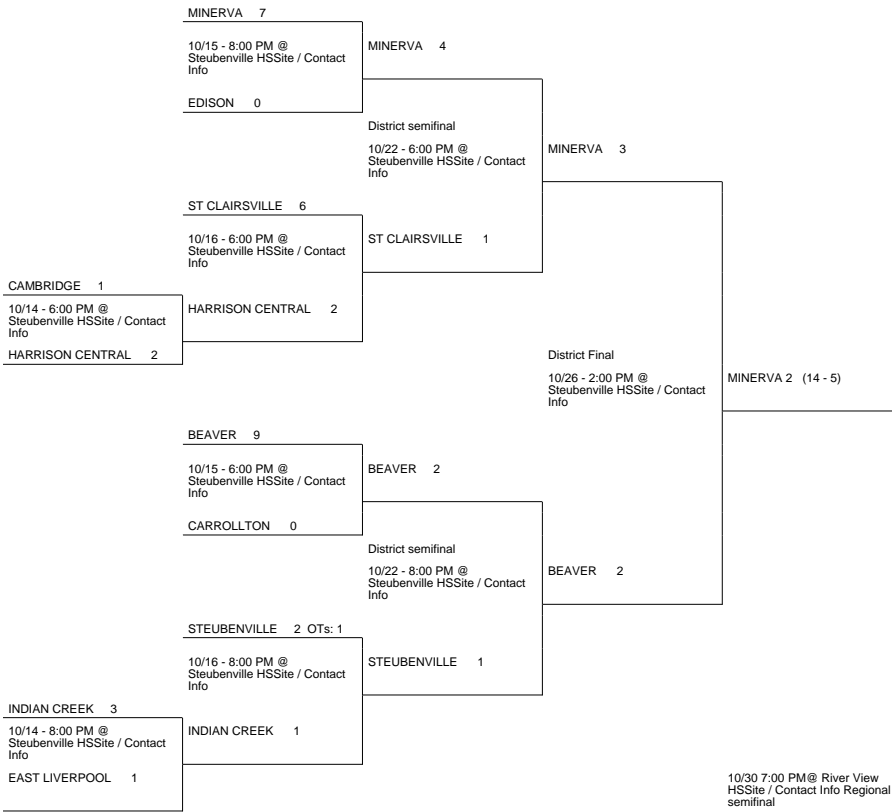 MINERVA 7
10/15 - 8:00 PM @
Steubenville HSSite / Contact
Info
MINERVA 4
EDISON 0
District semifinal
10/22 - 6:00 PM @
Steubenville HSSite / Contact
Info
MINERVA 3
ST CLAIRSVILLE 6
10/16 - 6:00 PM @
Steubenville HSSite / Contact
Info
ST CLAIRSVILLE 1
CAMBRIDGE 1
10/14 - 6:00 PM @
Steubenville HSSite / Contact
Info
HARRISON CENTRAL 2
HARRISON CENTRAL 2
District Final
10/26 - 2:00 PM @
Steubenville HSSite / Contact
Info
MINERVA 2 (14 - 5)
BEAVER 9
10/15 - 6:00 PM @
Steubenville HSSite / Contact
Info
BEAVER 2
CARROLLTON 0
District semifinal
10/22 - 8:00 PM @
Steubenville HSSite / Contact
Info
BEAVER 2
STEUBENVILLE 2 OTs: 1
10/16 - 8:00 PM @
Steubenville HSSite / Contact
Info
STEUBENVILLE 1
INDIAN CREEK 3
10/14 - 8:00 PM @
Steubenville HSSite / Contact
Info
INDIAN CREEK 1
EAST LIVERPOOL 1
10/30 7:00 PM@ River View
HSSite / Contact Info Regional
semifinal